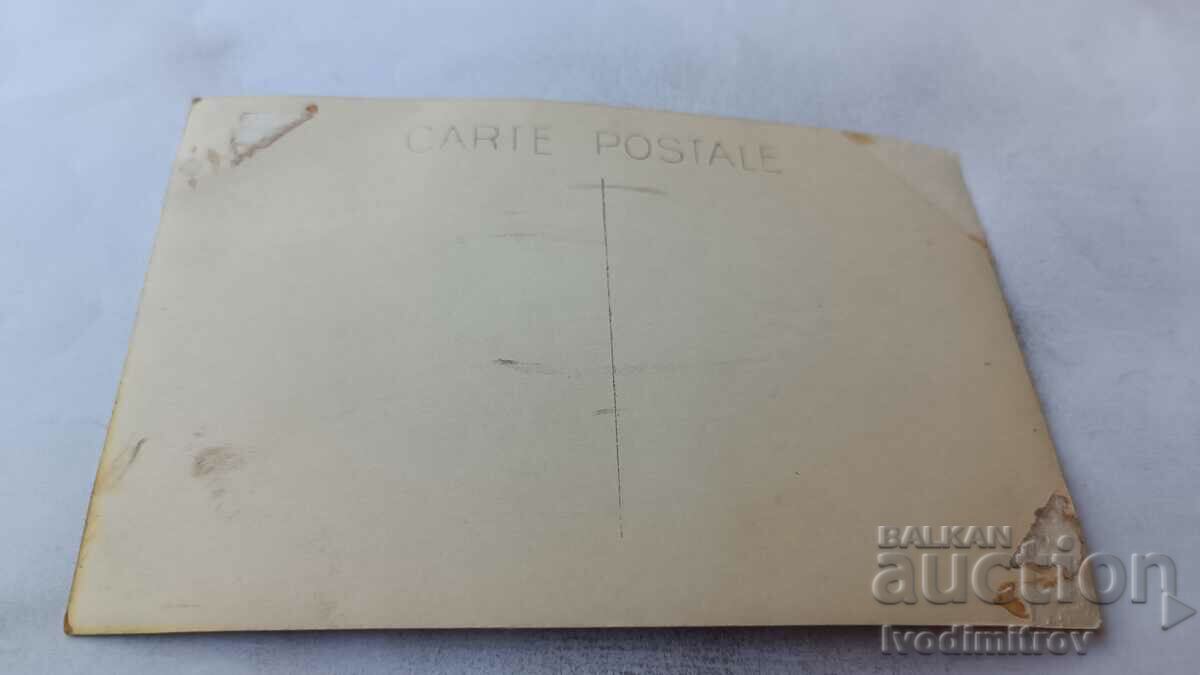 CARTE POSTALE
BALKAN
auction
Ivodimitrov